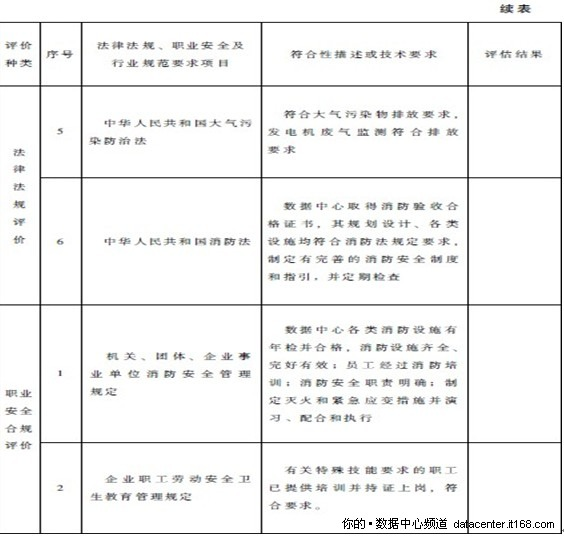 续表
评价
种类
序号
法律法规、职业安全及
行业规范要求项目
符合性描述或技术要求
评估结果
法
律
法
规
评
价
5
中华人民共和国大气污
染防治法
符合大气污染物排放要求，
发电机废气监测符合排放
要求
6
中华人民共和国消防法
数据中心取得消防验收合
格证书，其规划设计、各类
设施均符合消防法规定要求，
制定有完善的消防安全制度
和指引，并定期检查
职业
安全
合规
评价
1
机关、团体、企业事
业单位消防安全管理
规定
数据中心各类消防设施有
年检并合格，消防设施齐全、
完好有效；员工经过消防培
训；消防安全职责明确；制
定灭火和紧急应变措施并演
习、配合和执行
2
企业职工劳动安全卫
生教育管理规定
有关特殊技能要求的职工
已提供培训并持证上岗，符
合要求。
你的·数据中心频道 datacenter.it168.com